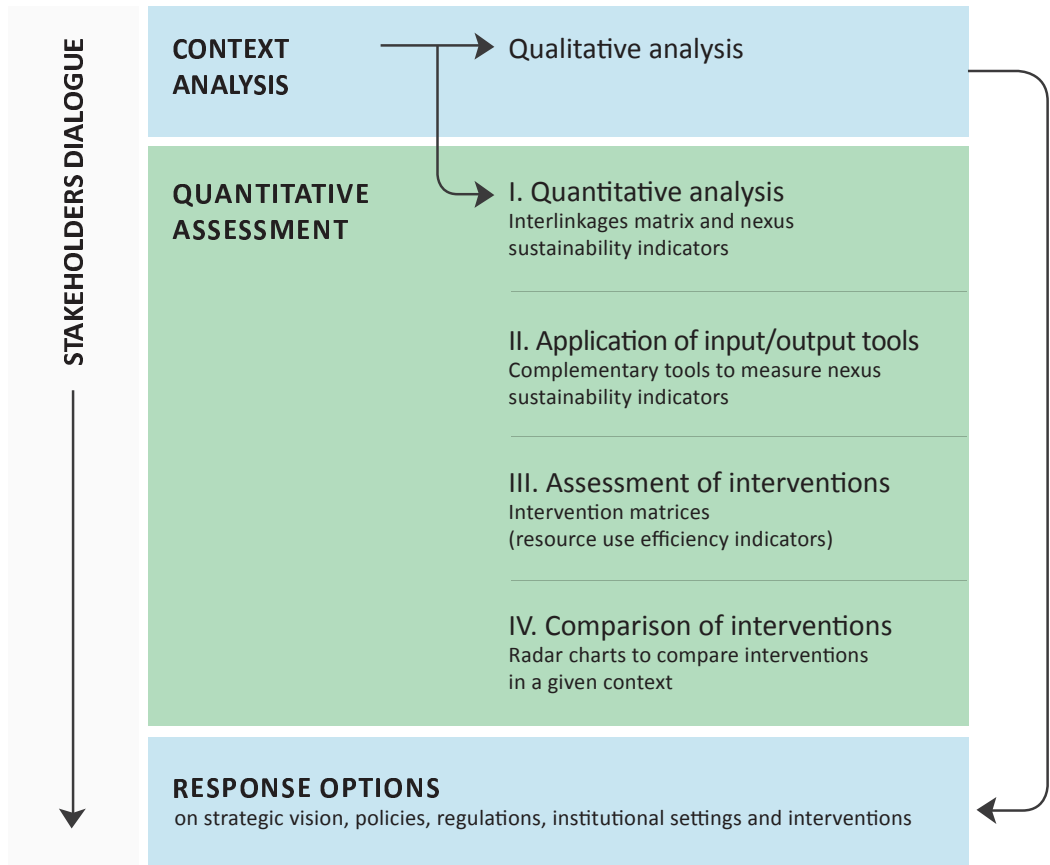 STAKEHOLDERS DIALOGUE
CONTEXT
ANALYSIS
Qualitative analysis
QUANTITATIVE
ASSESSMENT
I. Quantitative analysis
Interlinkages matrix and nexus
sustainability indicators
II. Application of input/output tools
Complementary tools to measure nexus
sustainability indicators
III. Assessment of interventions
Intervention matrices
(resource use efficiency indicators)
IV. Comparison of interventions
Radar charts to compare interventions
in a given context
RESPONSE OPTIONS
on strategic vision, policies, regulations, institutional settings and interventions